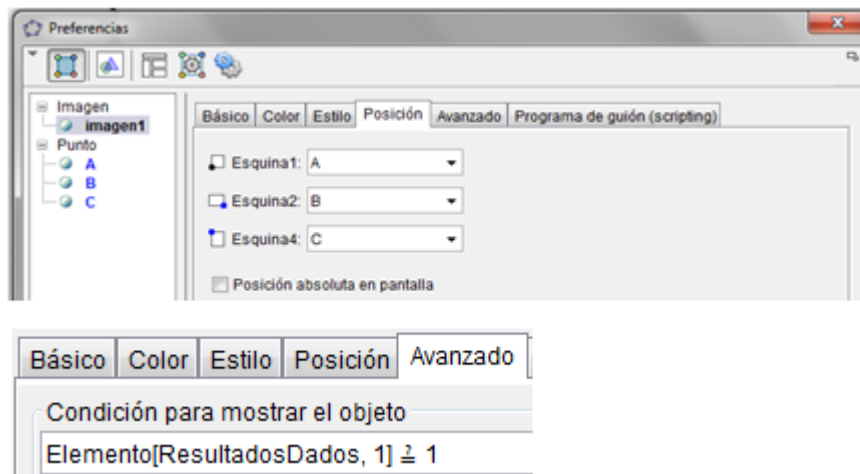 Preferencias
Imagen
imagen1
Punto
A
B
C
Básico Color Estilo Posición Avanzado Programa de guión (scripting)
Esquina1: A
Esquina2: B
Esquina4: C
Posición absoluta en pantalla
Básico Color Estilo Posición Avanzado
Condición para mostrar el objeto
Elemento[ResultadosDados, 1] ≟ 1